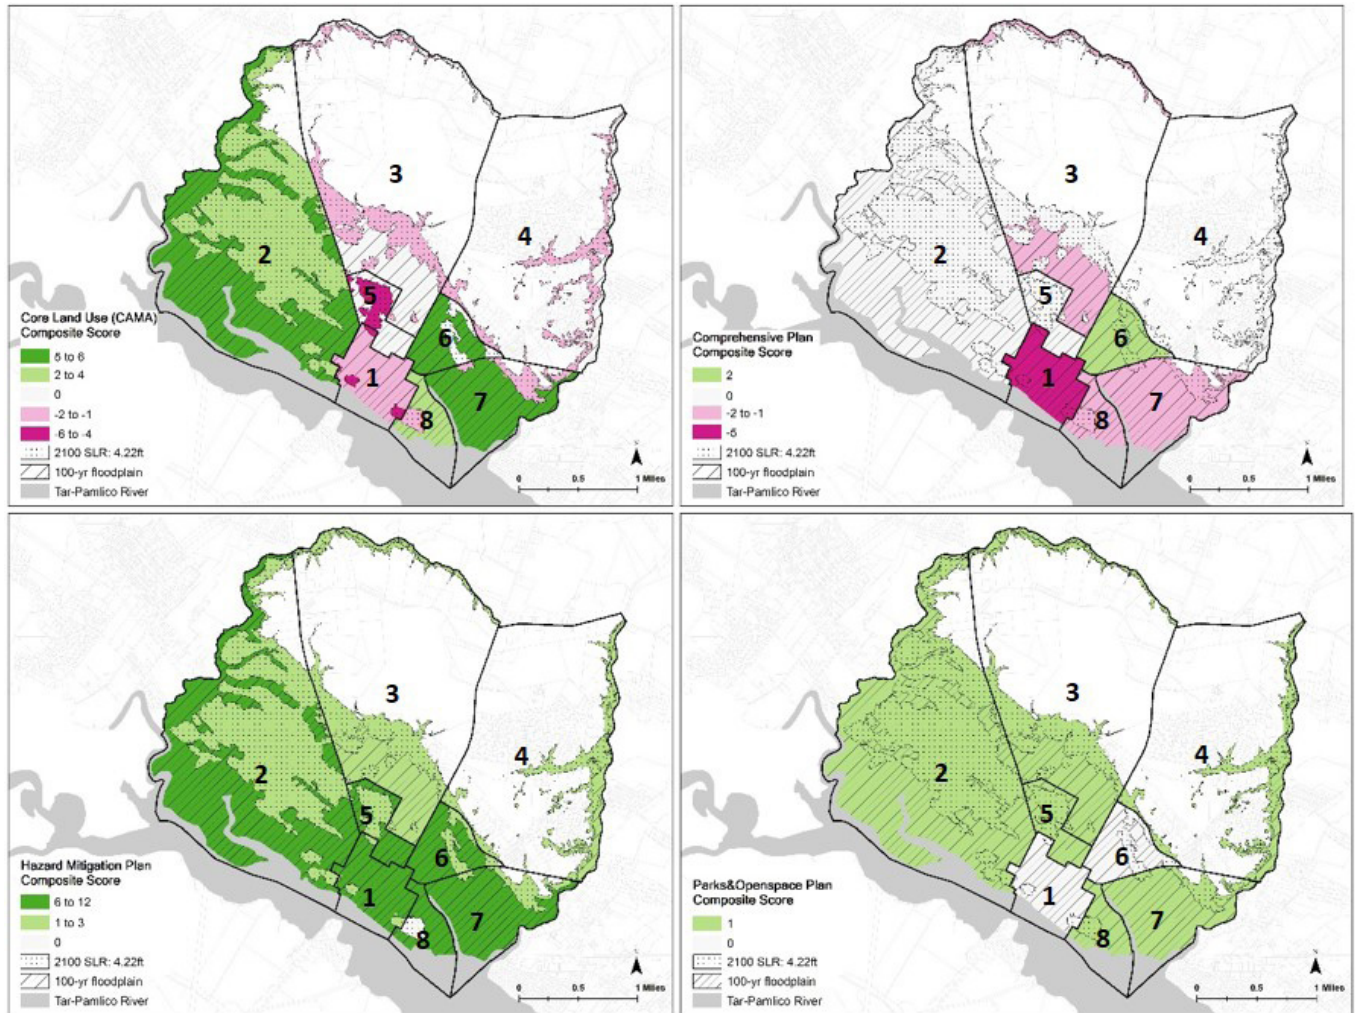 3
4
2
5
6
1
7
8
Core Land Use (CAMA)
Composite Score
5 to 6
2 to 4
0
-2 to -1
-6 to -4
2100 SLR: 4.22ft
100-yr floodplain
Tar-Pamlico River
N
0 0.5 1 Miles
3
4
2
5
6
1
7
8
Comprehensive Plan
Composite Score
2
0
-2 to -1
-5
2100 SLR: 4.22ft
100-yr floodplain
Tar-Pamlico River
N
0 0.5 1 Miles
3
4
2
5
6
1
7
8
Hazard Mitigation Plan
Composite Score
6 to 12
1 to 3
0
2100 SLR: 4.22ft
100-yr floodplain
Tar-Pamlico River
N
0 0.5 1 Miles
3
4
2
5
6
1
7
8
Parks&Openspace Plan
Composite Score
1
0
2100 SLR: 4.22ft
100-yr floodplain
Tar-Pamlico River
N
0 0.5 1 Miles